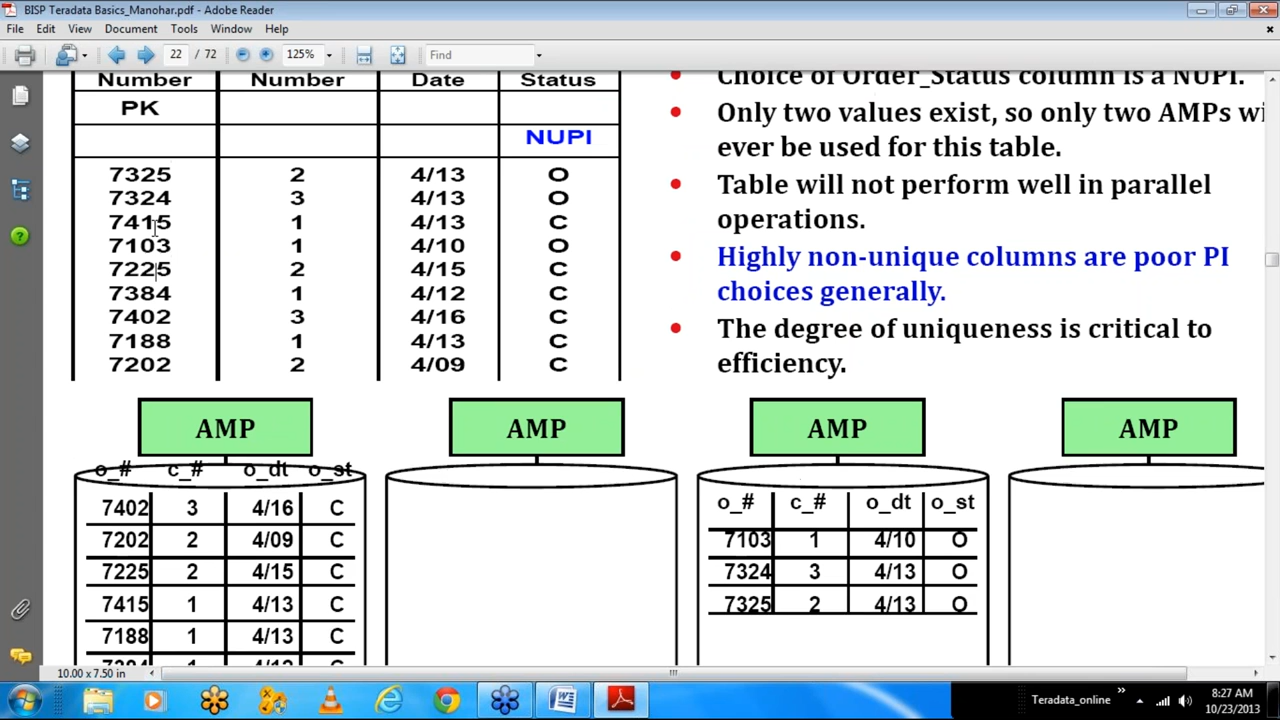 BISP Teradata Basics_Manohar.pdf - Adobe Reader
File Edit View Document Tools Window Help
22 / 72 125% Find
Number Number Date Status
PK
NUPI
7325 2 4/13 O
7324 3 4/13 O
7415 1 4/13 C
7103 1 4/10 O
7225 2 4/15 C
7384 1 4/12 C
7402 3 4/16 C
7188 1 4/13 C
7202 2 4/09 C
• Choice of Order_Status column is a NUPI.
• Only two values exist, so only two AMPs wi
ever be used for this table.
• Table will not perform well in parallel
operations.
• Highly non-unique columns are poor PI
choices generally.
• The degree of uniqueness is critical to
efficiency.
AMP AMP AMP AMP
o_# c_# o_dt o_st
7402 3 4/16 C
7202 2 4/09 C
7225 2 4/15 C
7415 1 4/13 C
7188 1 4/13 C
7384 1 4/12 C
o_# c_# o_dt o_st
7103 1 4/10 O
7324 3 4/13 O
7325 2 4/13 O
10.00 x 7.50 in
Teradata_online
8:27 AM
10/23/2013